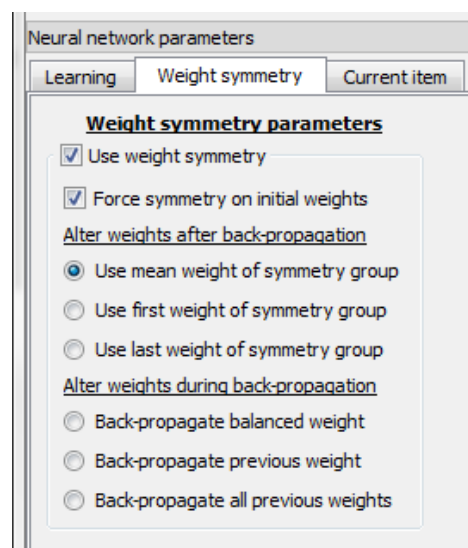 Neural network parameters
Learning Weight symmetry Current item
Weight symmetry parameters
Use weight symmetry
Force symmetry on initial weights
Alter weights after back-propagation
Use mean weight of symmetry group
Use first weight of symmetry group
Use last weight of symmetry group
Alter weights during back-propagation
Back-propagate balanced weight
Back-propagate previous weight
Back-propagate all previous weights